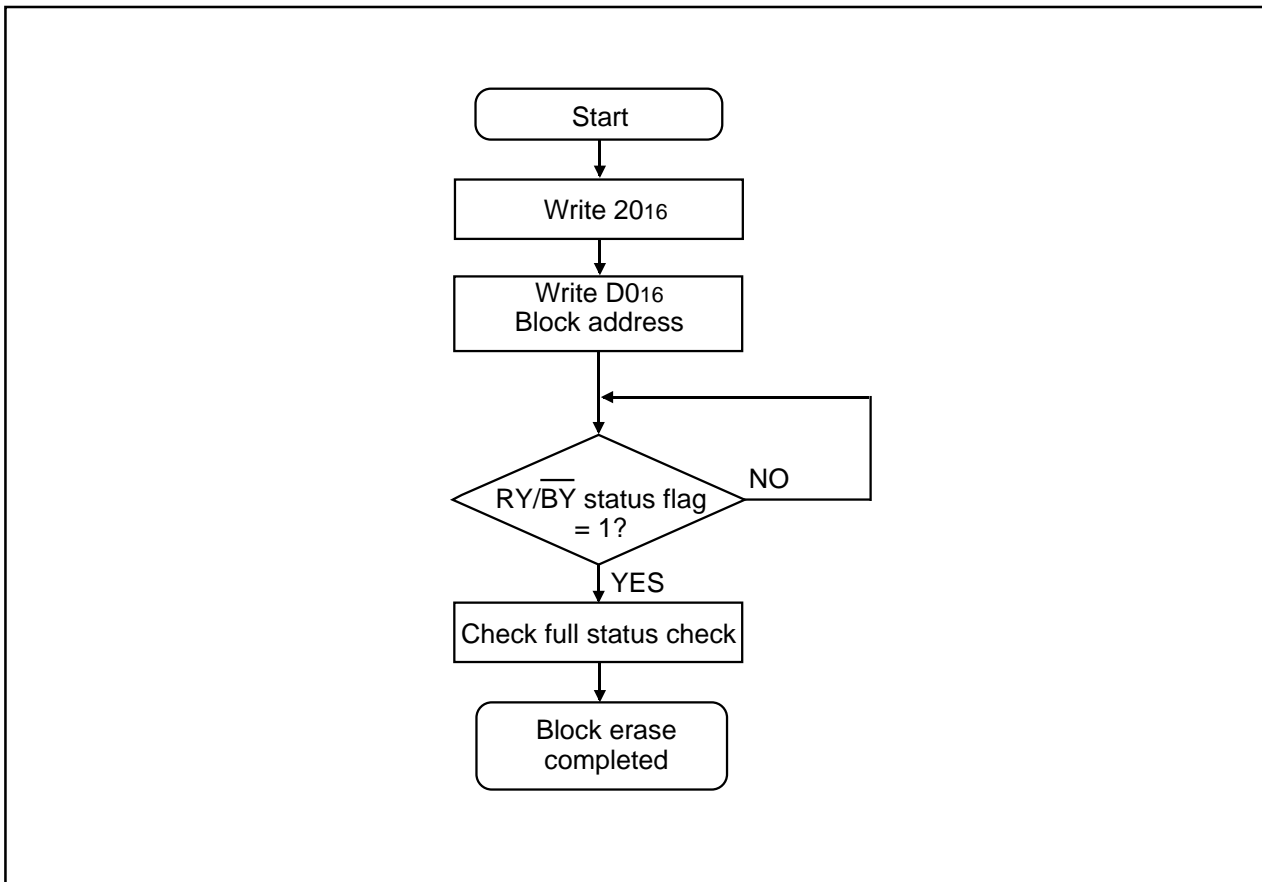 Start
Write 2016
Write D016
Block address
NO
RY/B̅Y̅ status flag
= 1?
YES
Check full status check
Block erase
completed